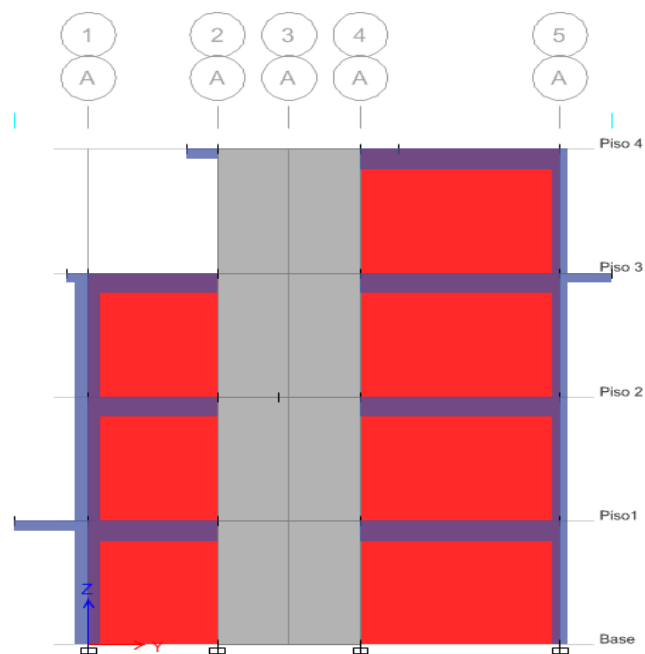 1 2 3 4 5
A A A A A
Piso 4
Piso 3
Piso 2
Piso1
Z
Base
Y